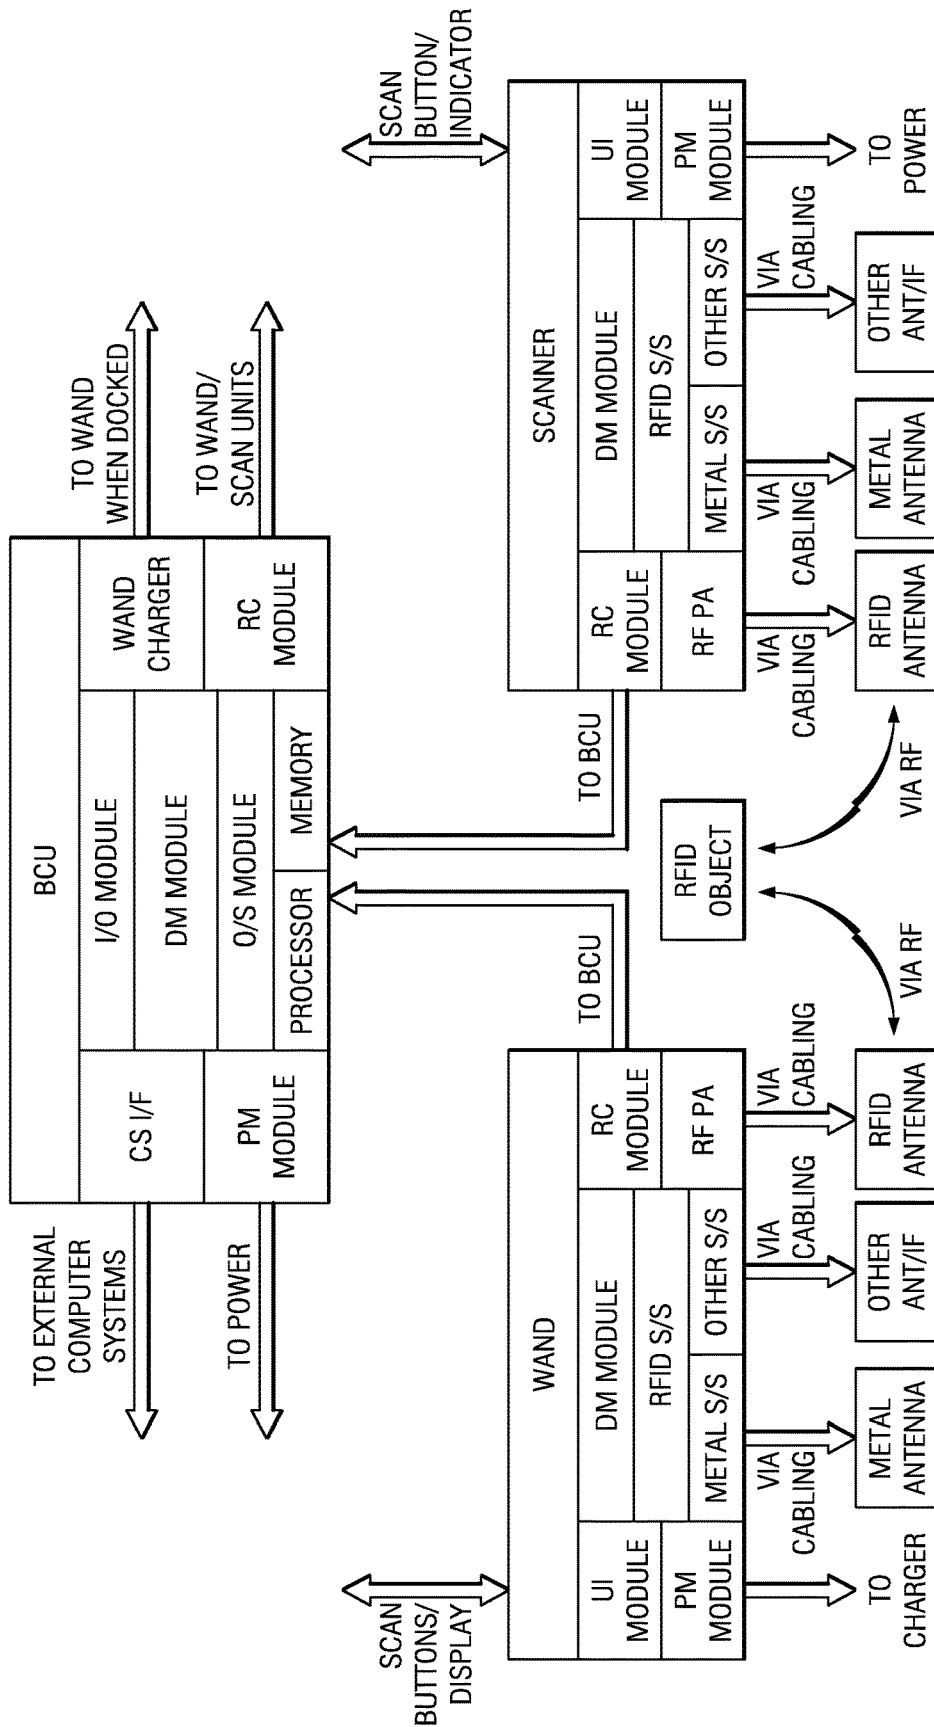 BCU
CS I/F
PM
MODULE
I/O MODULE
DM MODULE
O/S MODULE
PROCESSOR
MEMORY
WAND
CHARGER
RC
MODULE
TO EXTERNAL
COMPUTER
SYSTEMS
TO POWER
TO WAND
WHEN DOCKED
TO WAND/
SCAN UNITS
SCAN
BUTTONS/
DISPLAY
TO BCU
TO BCU
SCAN
BUTTON/
INDICATOR
WAND
UI
MODULE
PM
MODULE
DM MODULE
RFID S/S
METAL S/S
OTHER S/S
RC
MODULE
RF PA
RFID
OBJECT
SCANNER
RC
MODULE
RF PA
DM MODULE
RFID S/S
METAL S/S
OTHER S/S
UI
MODULE
PM
MODULE
VIA
CABLING
VIA
CABLING
VIA
CABLING
VIA
CABLING
VIA
CABLING
VIA
CABLING
TO
CHARGER
METAL
ANTENNA
OTHER
ANT/IF
RFID
ANTENNA
VIA RF
VIA RF
RFID
ANTENNA
METAL
ANTENNA
OTHER
ANT/IF
TO
POWER